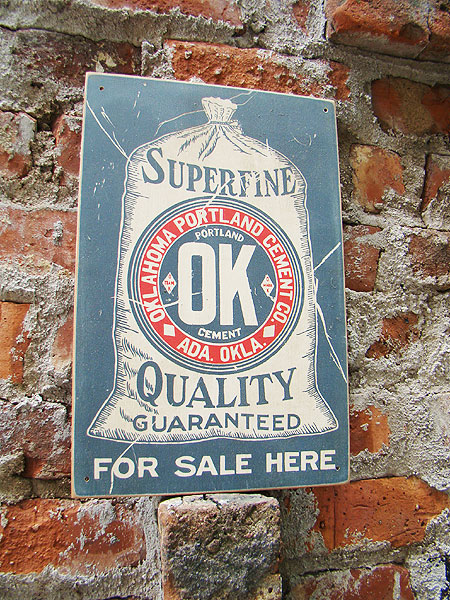 SUPERFINE
OKLAHOMA PORTLAND CEMENT CO.
PORTLAND
OK
CEMENT
ADA. OKLA.
QUALITY
GUARANTEED
FOR SALE HERE